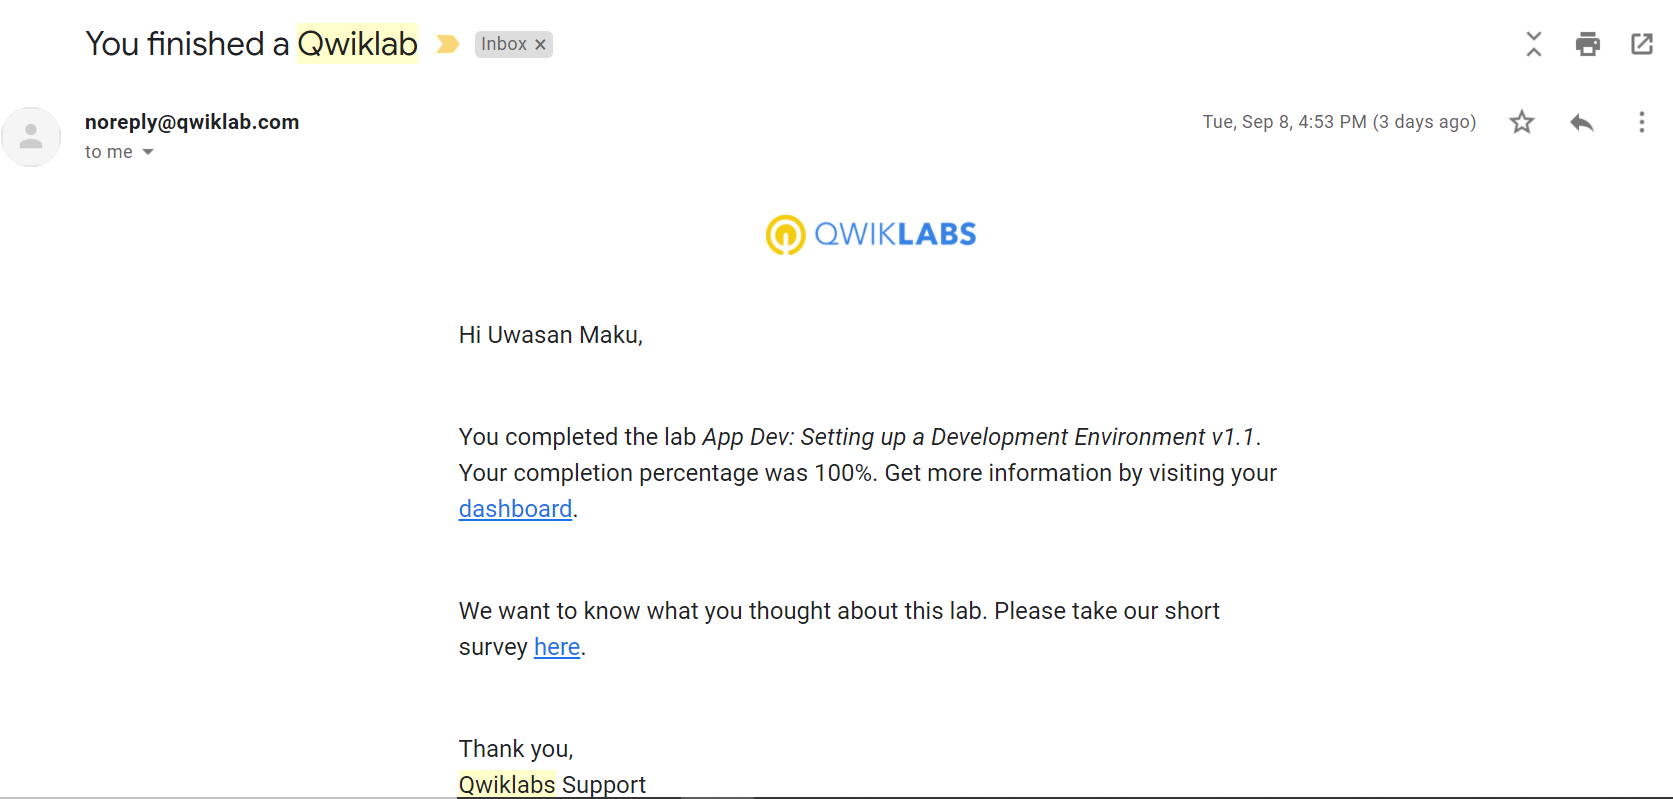 You finished a Qwiklab
Inbox ×
noreply@qwiklab.com
Tue, Sep 8, 4:53 PM (3 days ago)
to me
QWIKLABS
Hi Uwasan Maku,
You completed the lab App Dev: Setting up a Development Environment v1.1.
Your completion percentage was 100%. Get more information by visiting your
dashboard.
We want to know what you thought about this lab. Please take our short
survey here.
Thank you,
Qwiklabs Support